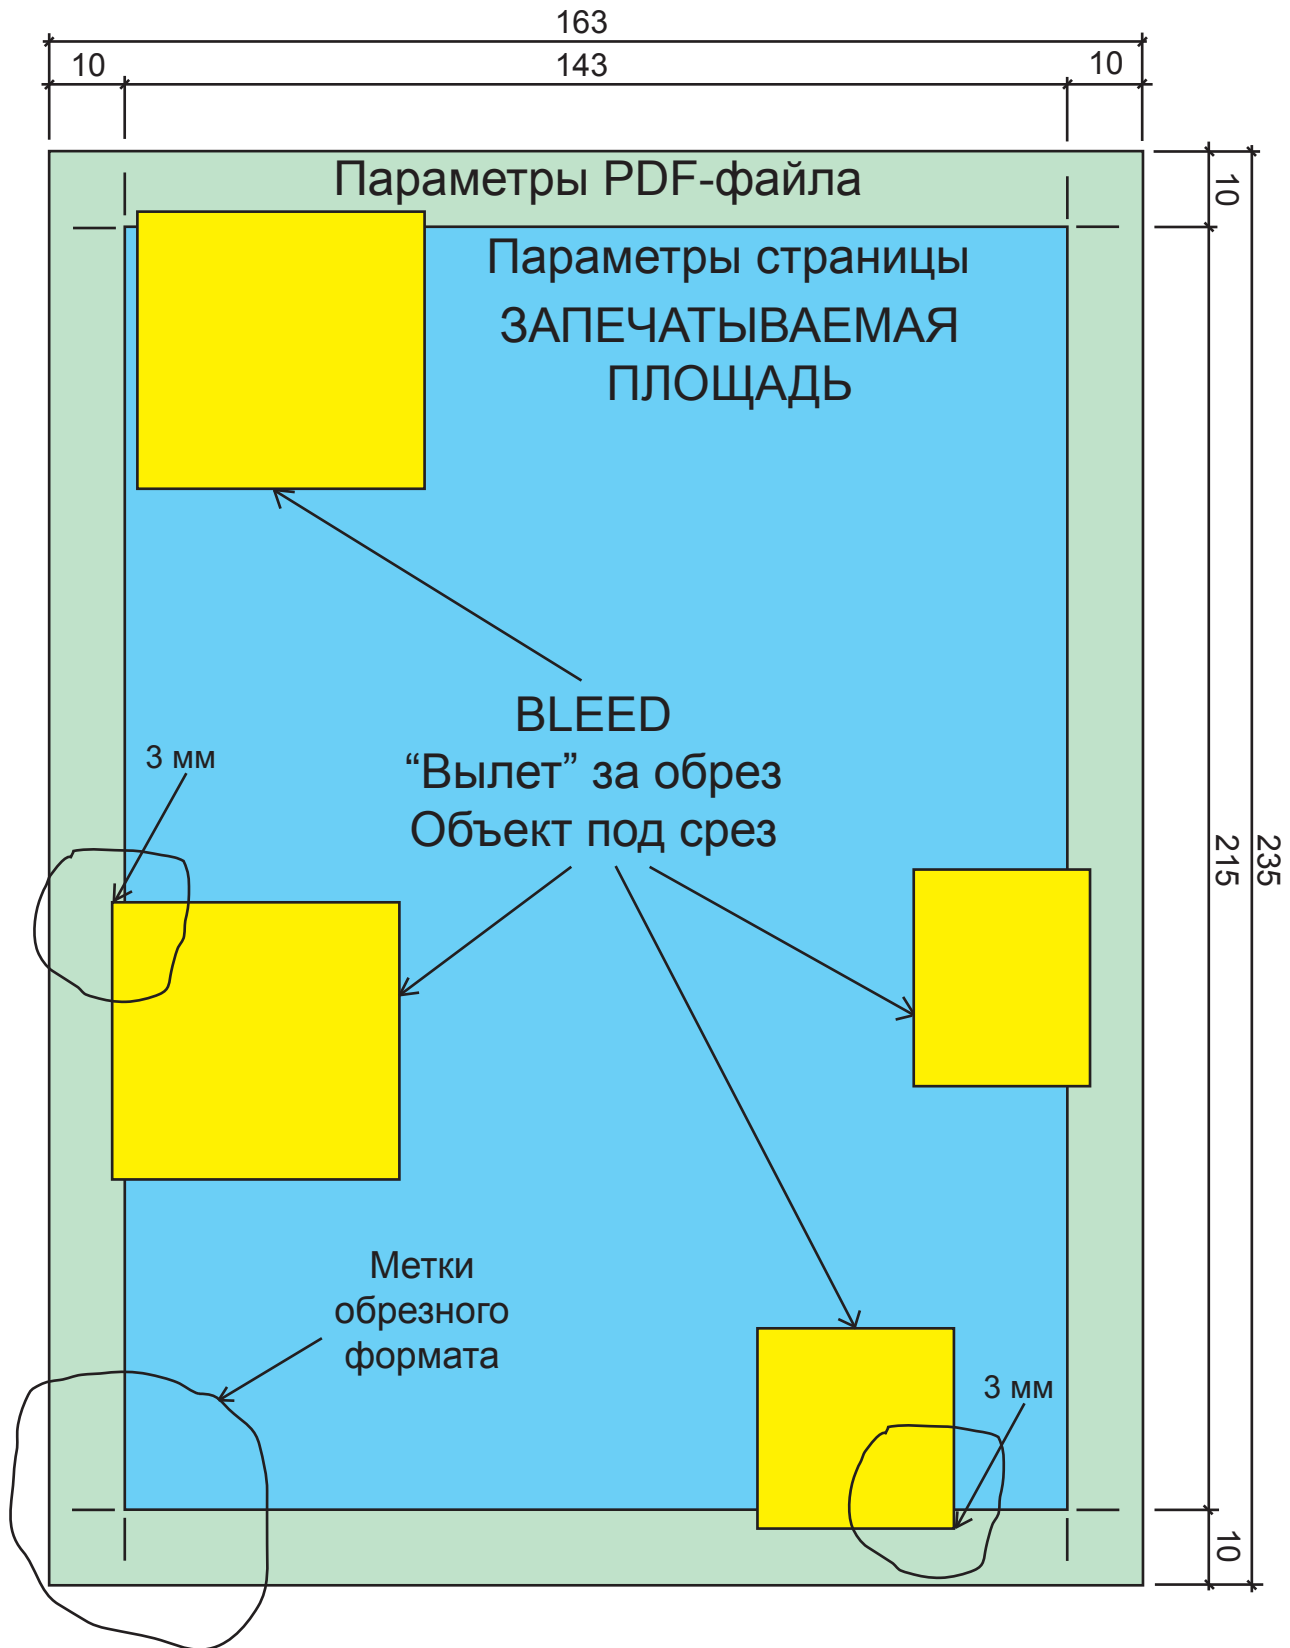 163
10
143
10
Параметры PDF-файла
10
Параметры страницы
ЗАПЕЧАТЫВАЕМАЯ
ПЛОЩАДЬ
BLEED
“Вылет” за обрез
Объект под срез
3 мм
215
235
Метки
обрезного
формата
3 мм
10